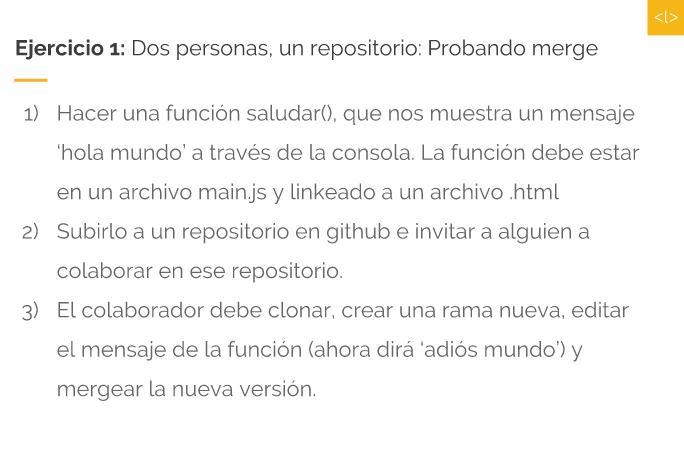 <l>
Ejercicio 1: Dos personas, un repositorio: Probando merge
1) Hacer una función saludar(), que nos muestra un mensaje
‘hola mundo’ a través de la consola. La función debe estar
en un archivo main.js y linkeado a un archivo .html
2) Subirlo a un repositorio en github e invitar a alguien a
colaborar en ese repositorio.
3) El colaborador debe clonar, crear una rama nueva, editar
el mensaje de la función (ahora dirá ‘adiós mundo’) y
mergear la nueva versión.